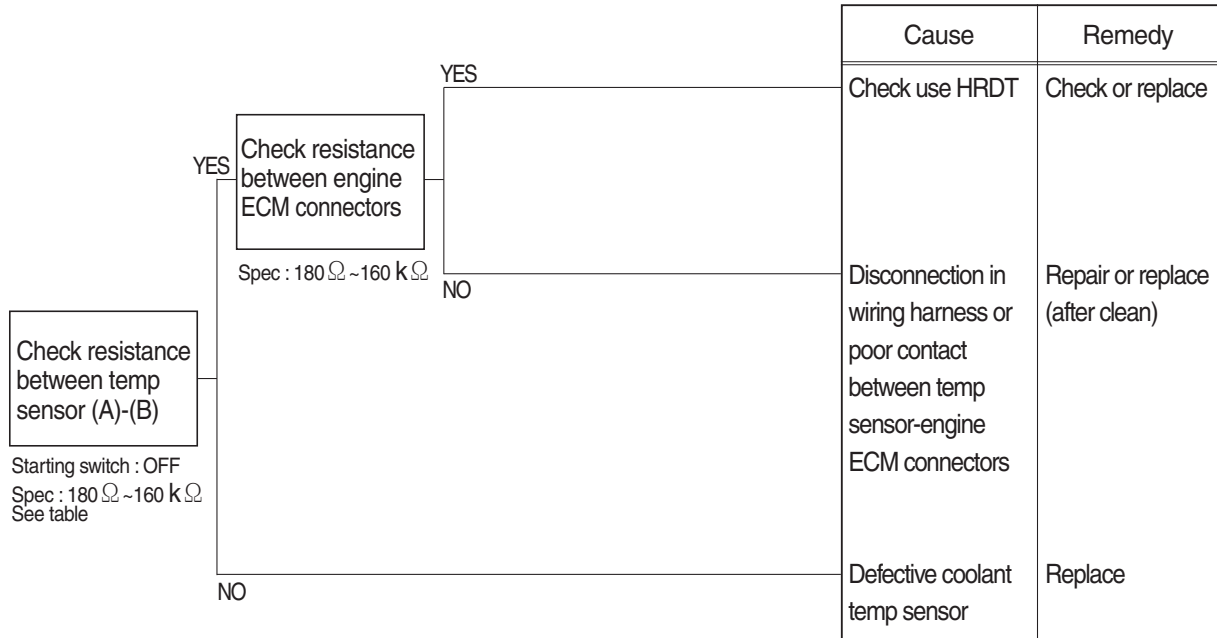 Cause
Remedy
YES
Check use HRDT
Check or replace
YES
Check resistance
between engine
ECM connectors
Spec : 180 Ω ~160 k Ω
NO
Disconnection in
wiring harness or
poor contact
between temp
sensor-engine
ECM connectors
Repair or replace
(after clean)
Check resistance
between temp
sensor (A)-(B)
Starting switch : OFF
Spec : 180 Ω ~160 k Ω
See table
NO
Defective coolant
temp sensor
Replace